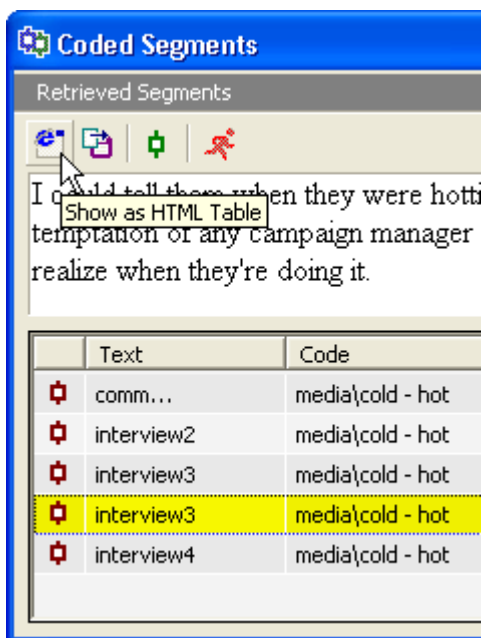 Coded Segments
Retrieved Segments
Show as HTML Table
I could tell them when they were hotti
temptation of any campaign manager
realize when they're doing it.
Text Code
comm... media\cold - hot
interview2 media\cold - hot
interview3 media\cold - hot
interview3 media\cold - hot
interview4 media\cold - hot